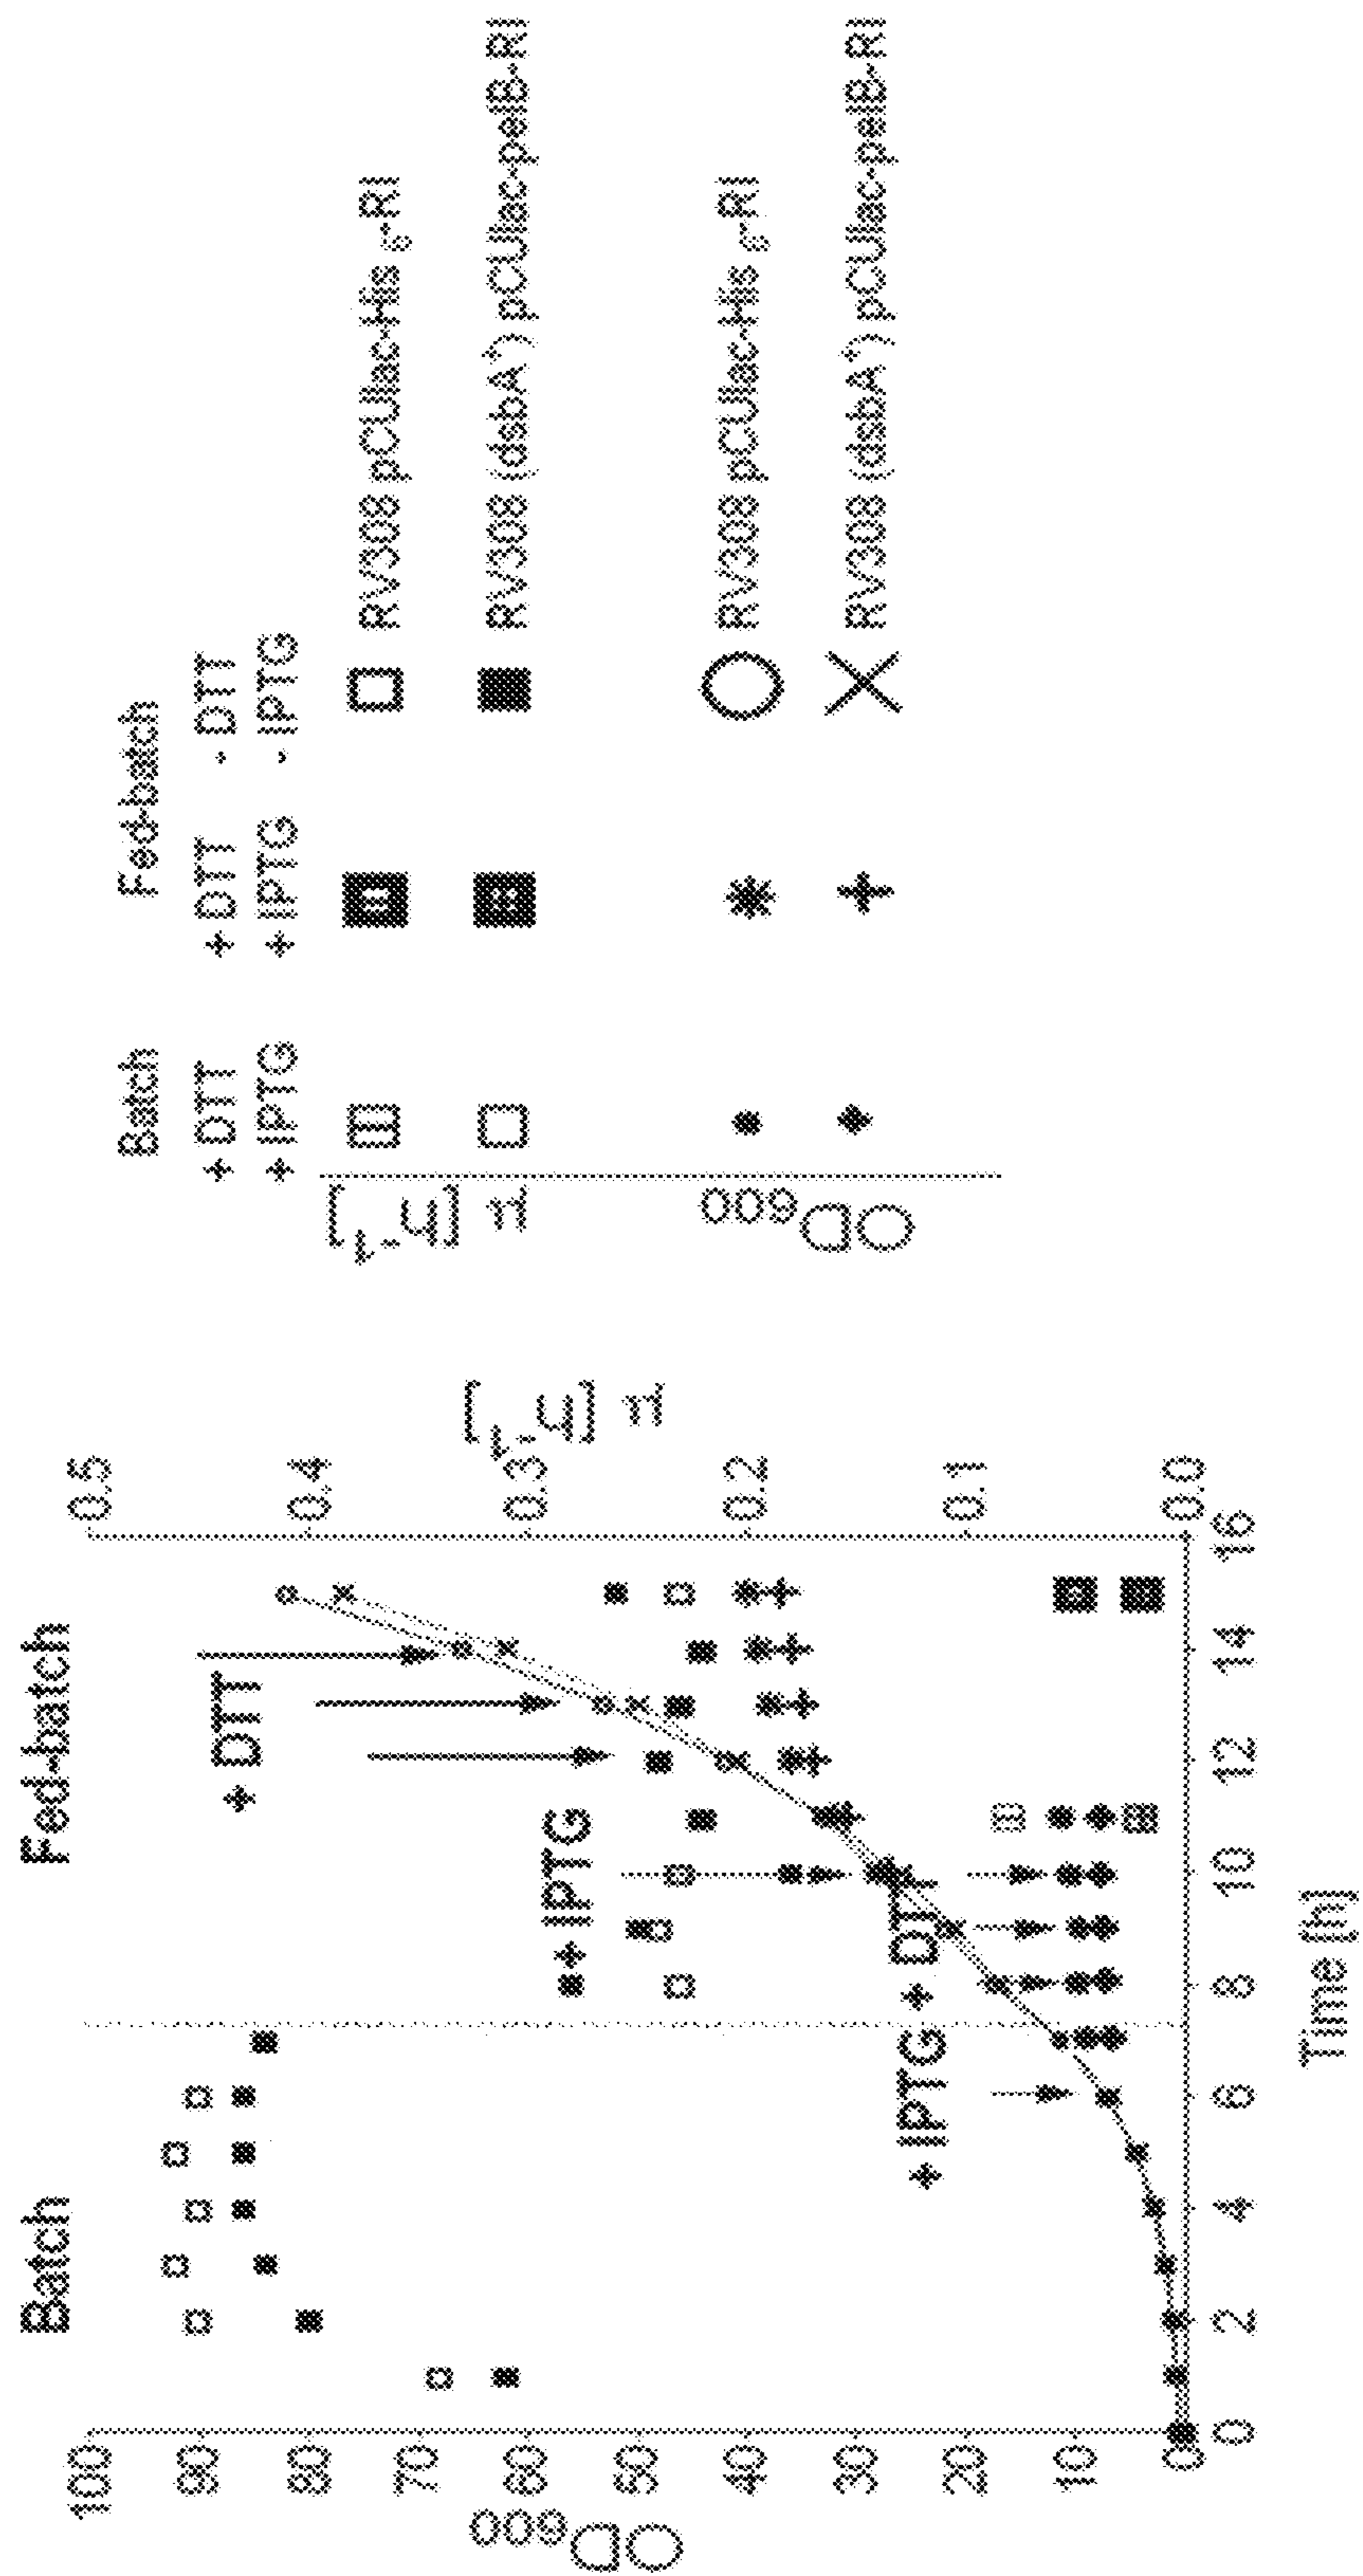 Batch
Fed-batch
100
90
80
70
60
50
40
30
20
10
0
OD600
+ DTT
+ IPTG
+ IPTG + DTT
0.5
0.4
0.3
0.2
0.1
0.0
µ [h-1]
0 2 4 6 8 10 12 14 16
Time [h]
Batch
Fed-batch
+ DTT + DTT - DTT
+ IPTG + IPTG - IPTG
µ [h-1]
RV308 pCUlac-His6-RI
RV308 (dsbA+) pCUlac-pelB-RI
OD600
RV308 pCUlac-His6-RI
RV308 (dsbA+) pCUlac-pelB-RI